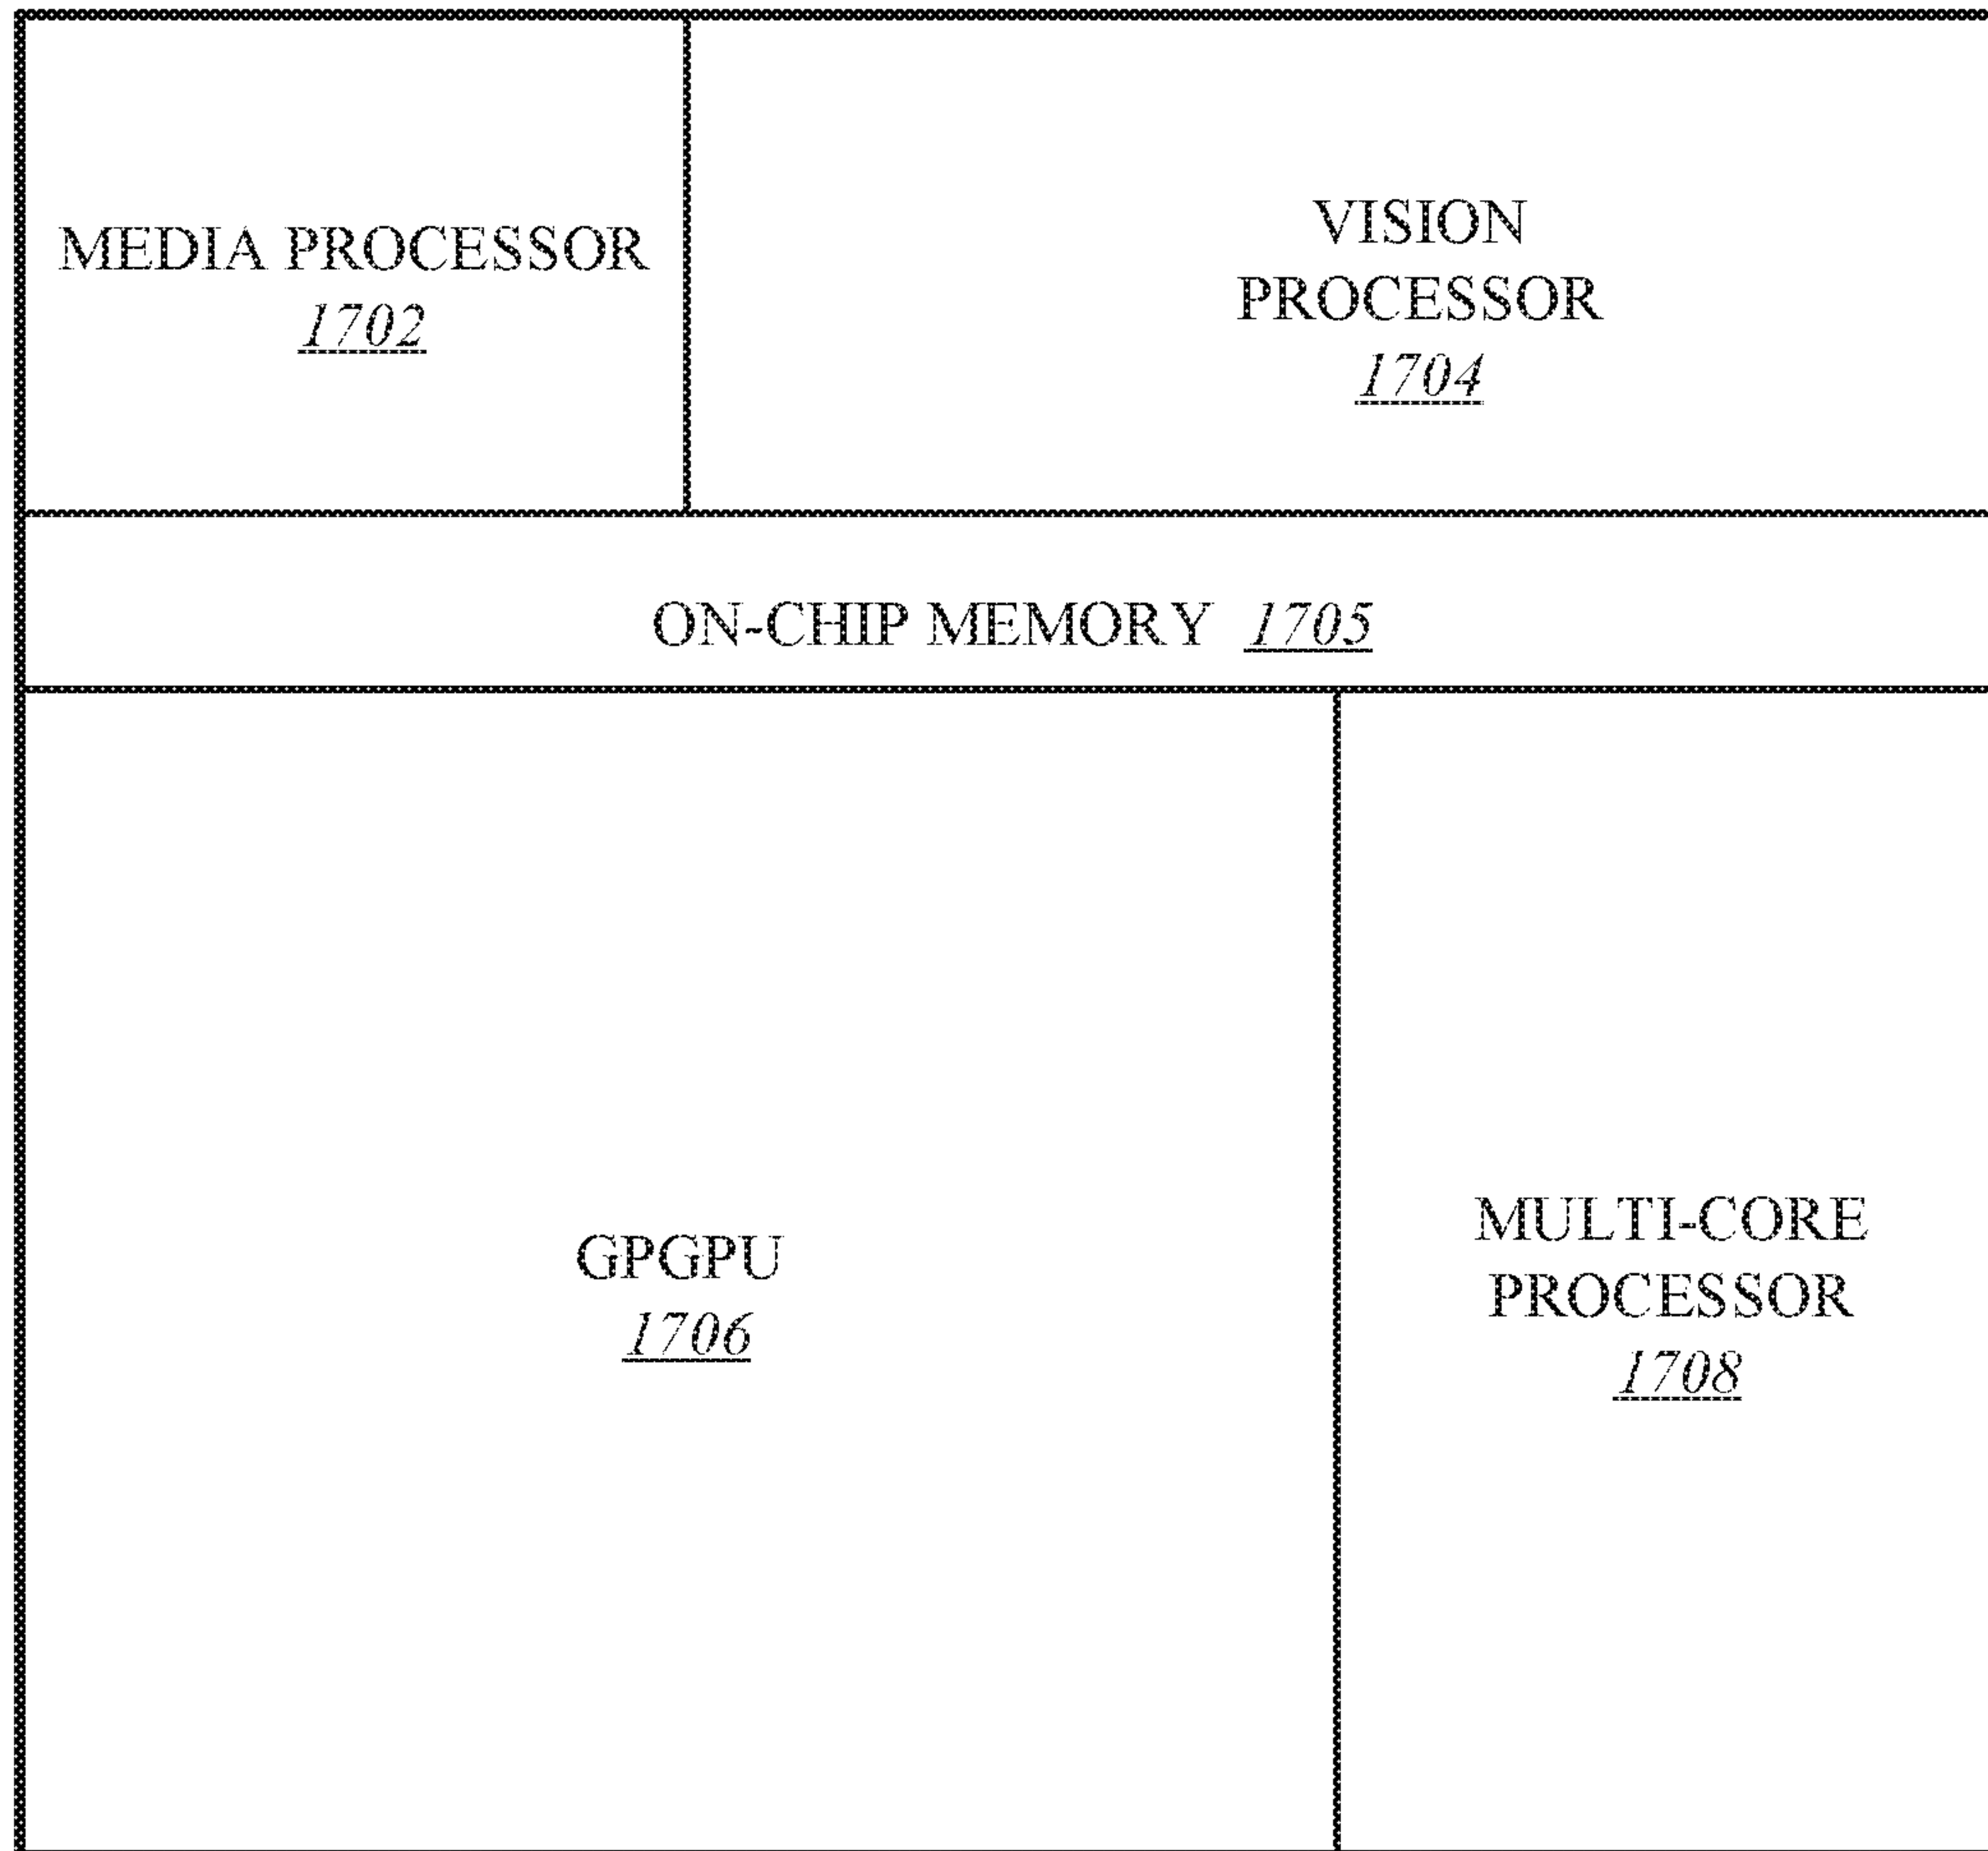 MEDIA PROCESSOR
1702
VISION
PROCESSOR
1704
ON-CHIP MEMORY 1705
GPGPU
1706
MULTI-CORE
PROCESSOR
1708